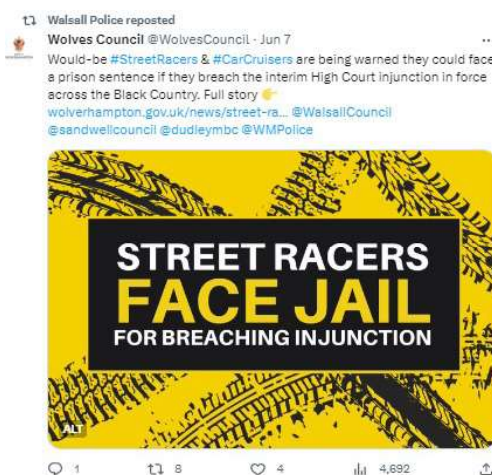 Walsall Police reposted
Wolves Council @WolvesCouncil · Jun 7
Would-be #StreetRacers & #CarCruisers are being warned they could face
a prison sentence if they breach the interim High Court injunction in force
across the Black Country. Full story 👉
wolverhampton.gov.uk/news/street-ra... @WalsallCouncil
@sandwellcouncil @dudleymbc @WMPolice
STREET RACERS
FACE JAIL
FOR BREACHING INJUNCTION
ALT
1 8 4 4,692